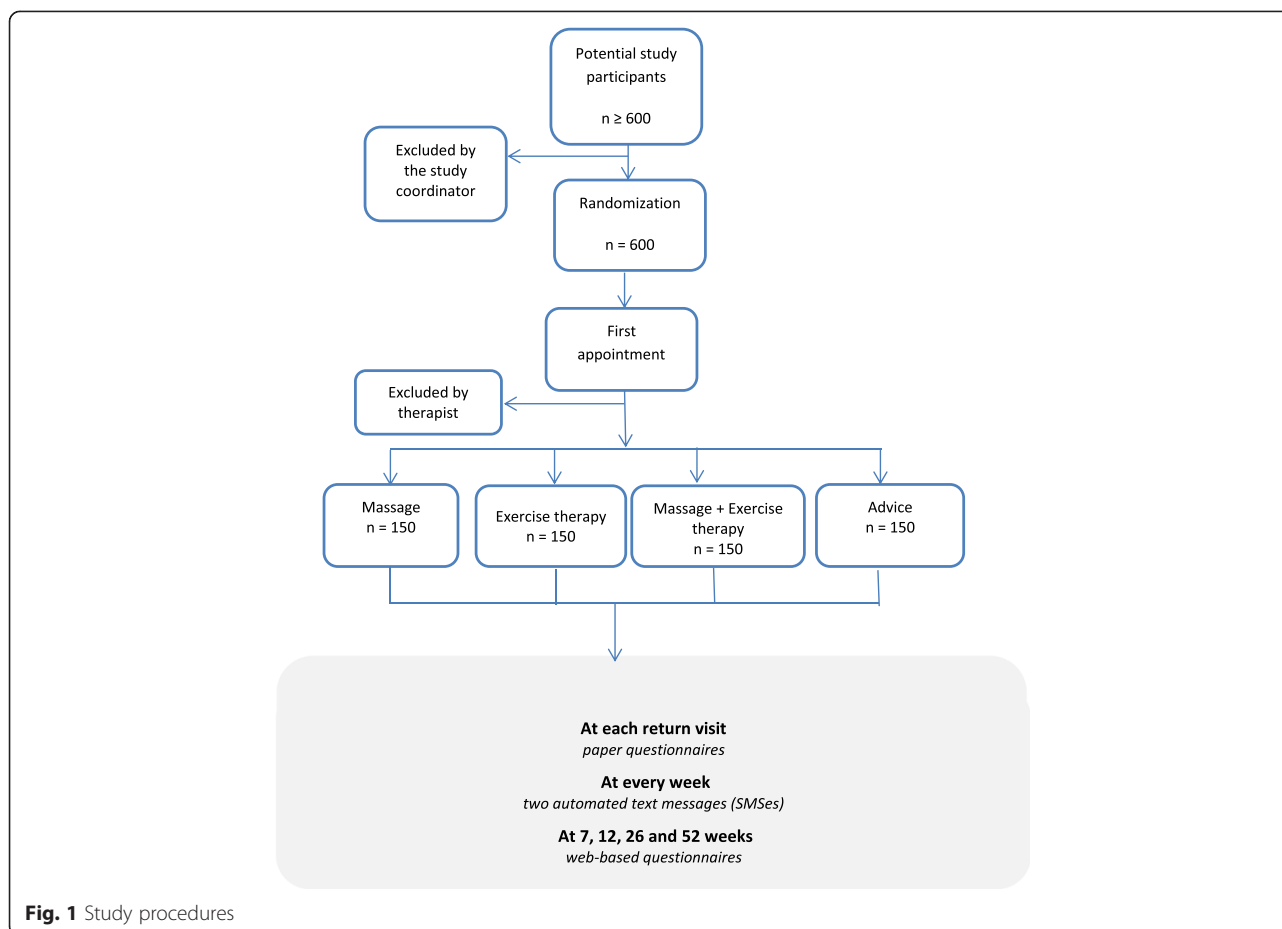 Potential study
participants
n ≥ 600
Excluded by
the study
coordinator
Randomization
n = 600
First
appointment
Excluded by
therapist
Massage
n = 150
Exercise therapy
n = 150
Massage + Exercise
therapy
n = 150
Advice
n = 150
At each return visit
paper questionnaires
At every week
two automated text messages (SMSes)
At 7, 12, 26 and 52 weeks
web-based questionnaires
Fig. 1 Study procedures